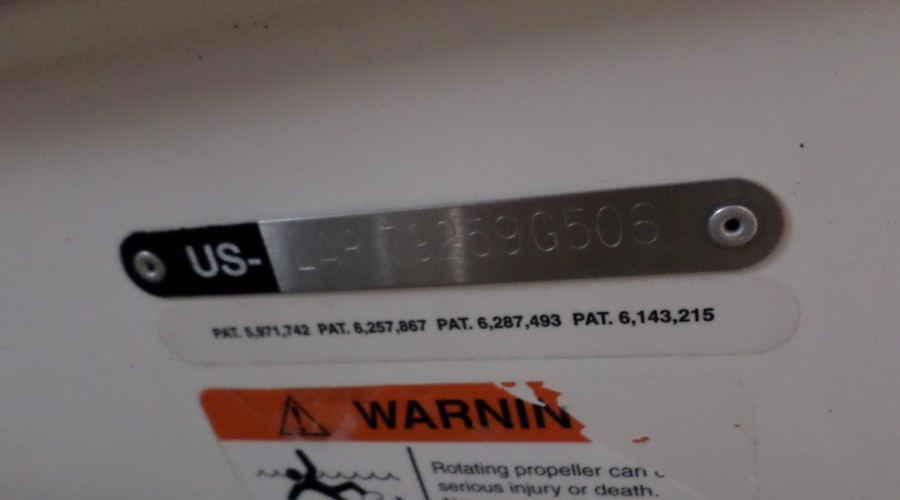 US-
PAT. 5,971,742 PAT. 6,257,867 PAT. 6,287,493 PAT. 6,143,215
WARNIN
Rotating propeller can
serious injury or death.